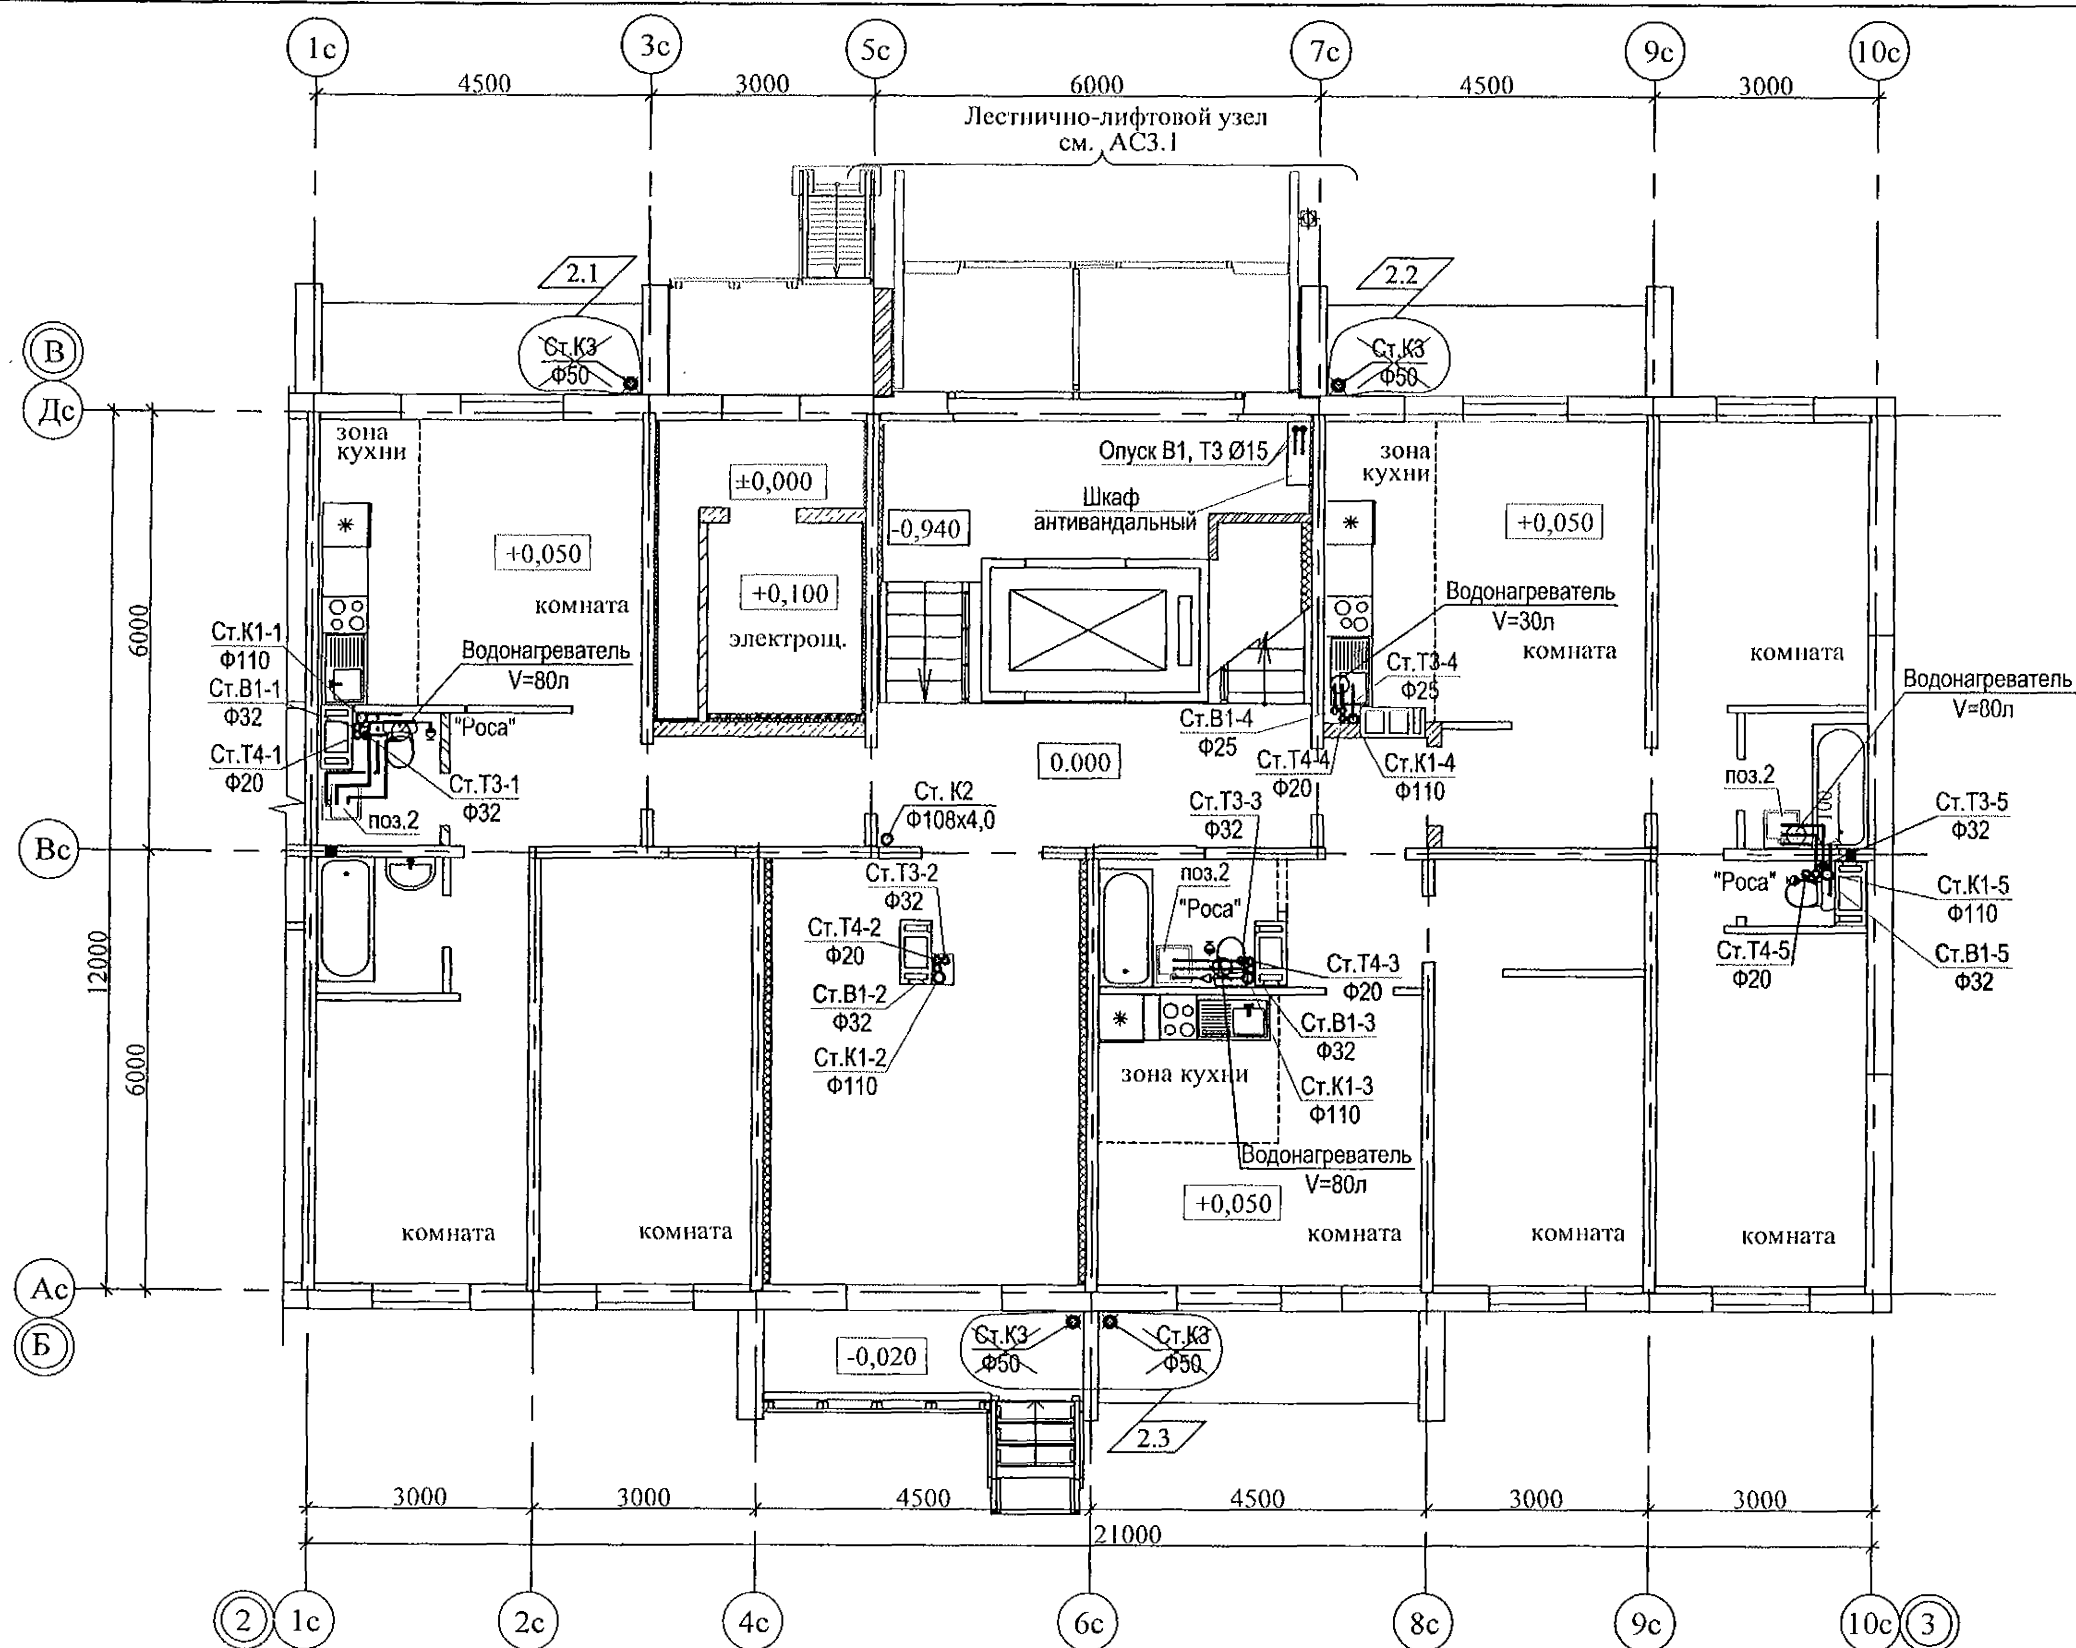 1с
3с
5с
7с
9с
10с
4500
3000
6000
4500
3000
Лестнично-лифтовой узел
см. АС3.1
2.1
2.2
Ст.К3
Ф50
Ст.К3
Ф50
В
Дс
зона
кухни
±0,000
Опуск В1, Т3 Ø15
зона
кухни
Шкаф
антивандальный
-0,940
+0,050
+0,050
+0,100
комната
электрощ.
Водонагреватель
V=30л
комната
комната
6000
Ст.К1-1
Ф110
Ст.В1-1
Ф32
Ст.Т4-1
Ф20
Водонагреватель
V=80л
"Роса"
Ст.Т3-1
Ф32
поз.2
Ст.Т3-4
Ф25
Ст.В1-4
Ф25
Ст.Т4-4
Ф20
Ст.К1-4
Ф110
0.000
Водонагреватель
V=80л
поз.2
100
Ст.Т3-5
Ф32
Ст. К2
Ф108х4,0
Ст.Т3-3
Ф32
Вс
Ст.Т3-2
Ф32
поз.2
"Роса"
"Роса"
Ст.К1-5
Ф110
Ст.Т4-2
Ф20
Ст.Т4-3
Ф20
Ст.Т4-5
Ф20
Ст.В1-5
Ф32
12000
Ст.В1-2
Ф32
Ст.В1-3
Ф32
Ст.К1-2
Ф110
зона кухни
Ст.К1-3
Ф110
6000
Водонагреватель
V=80л
+0,050
комната
комната
комната
комната
комната
Ас
Б
-0,020
Ст.К3
Ф50
Ст.К3
Ф50
2.3
3000
3000
4500
4500
3000
3000
21000
2
1с
2с
4с
6с
8с
9с
10с
3